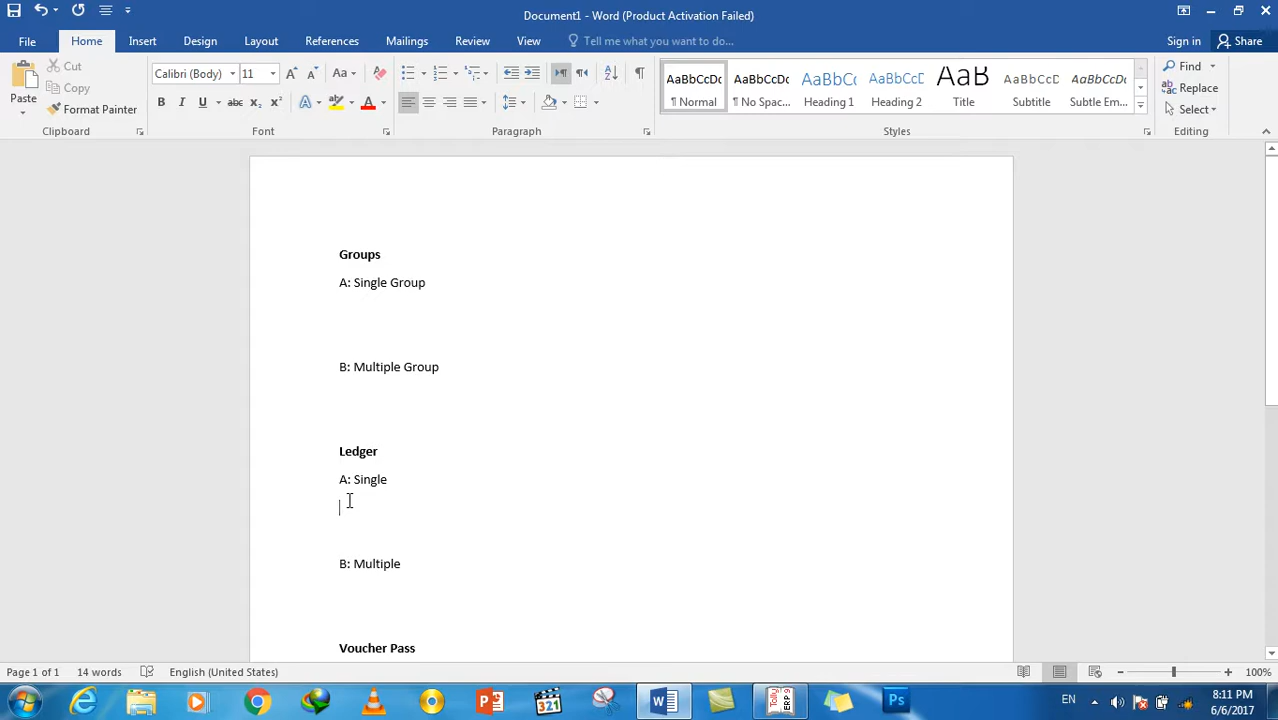 Document1 - Word (Product Activation Failed)
File Home Insert Design Layout References Mailings Review View Tell me what you want to do... Sign in Share
Paste
Cut
Copy
Format Painter
Clipboard
Calibri (Body) 11
Font
Paragraph
AaBbCcDc AaBbCcDc AaBbCc AaBbCcD AaB AaBbCcD AaBbCcDc
¶ Normal ¶ No Spac... Heading 1 Heading 2 Title Subtitle Subtle Em...
Styles
Find
Replace
Select
Editing
Groups
A: Single Group
B: Multiple Group
Ledger
A: Single
B: Multiple
Voucher Pass
Page 1 of 1 14 words English (United States) 100%
EN
8:11 PM
6/6/2017